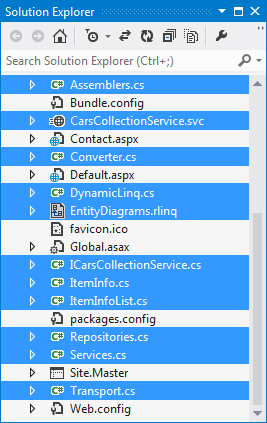 Solution Explorer
Search Solution Explorer (Ctrl+;)
Assemblers.cs
Bundle.config
CarsCollectionService.svc
Contact.aspx
Converter.cs
Default.aspx
DynamicLinq.cs
EntityDiagrams.rlinq
favicon.ico
Global.asax
ICarsCollectionService.cs
ItemInfo.cs
ItemInfoList.cs
packages.config
Repositories.cs
Services.cs
Site.Master
Transport.cs
Web.config